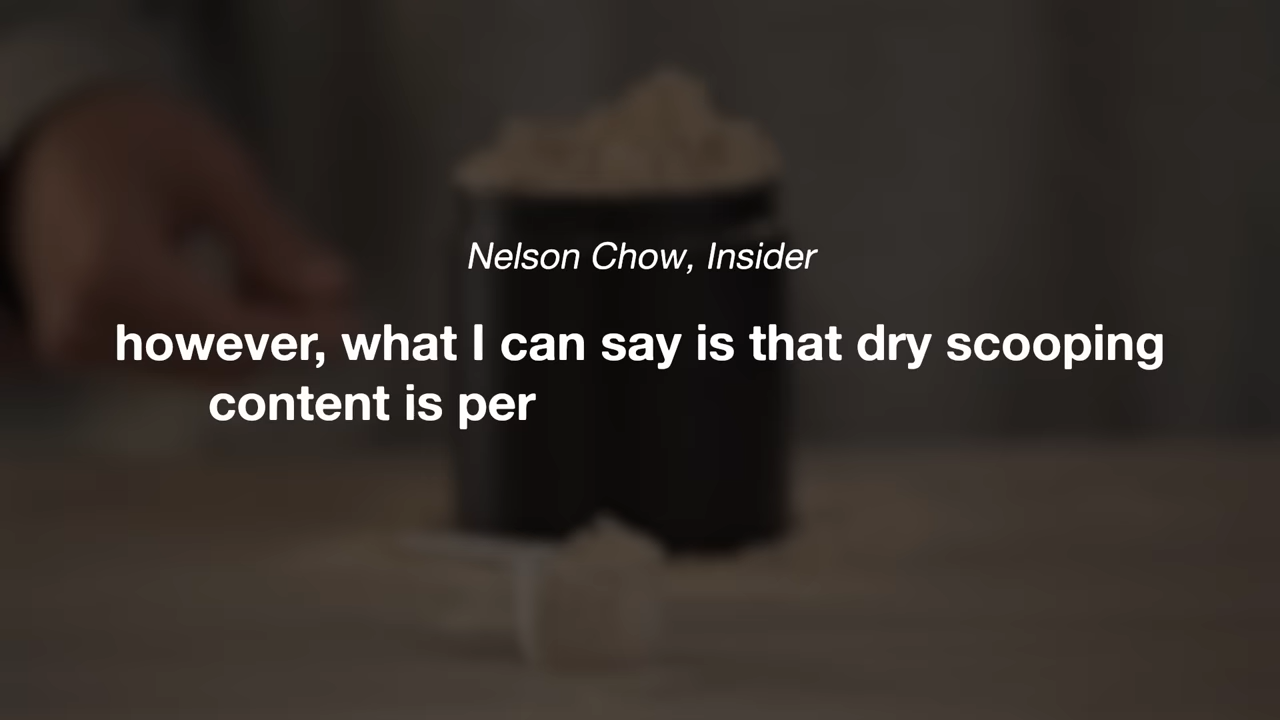 Nelson Chow, Insider
however, what I can say is that dry scooping
content is per